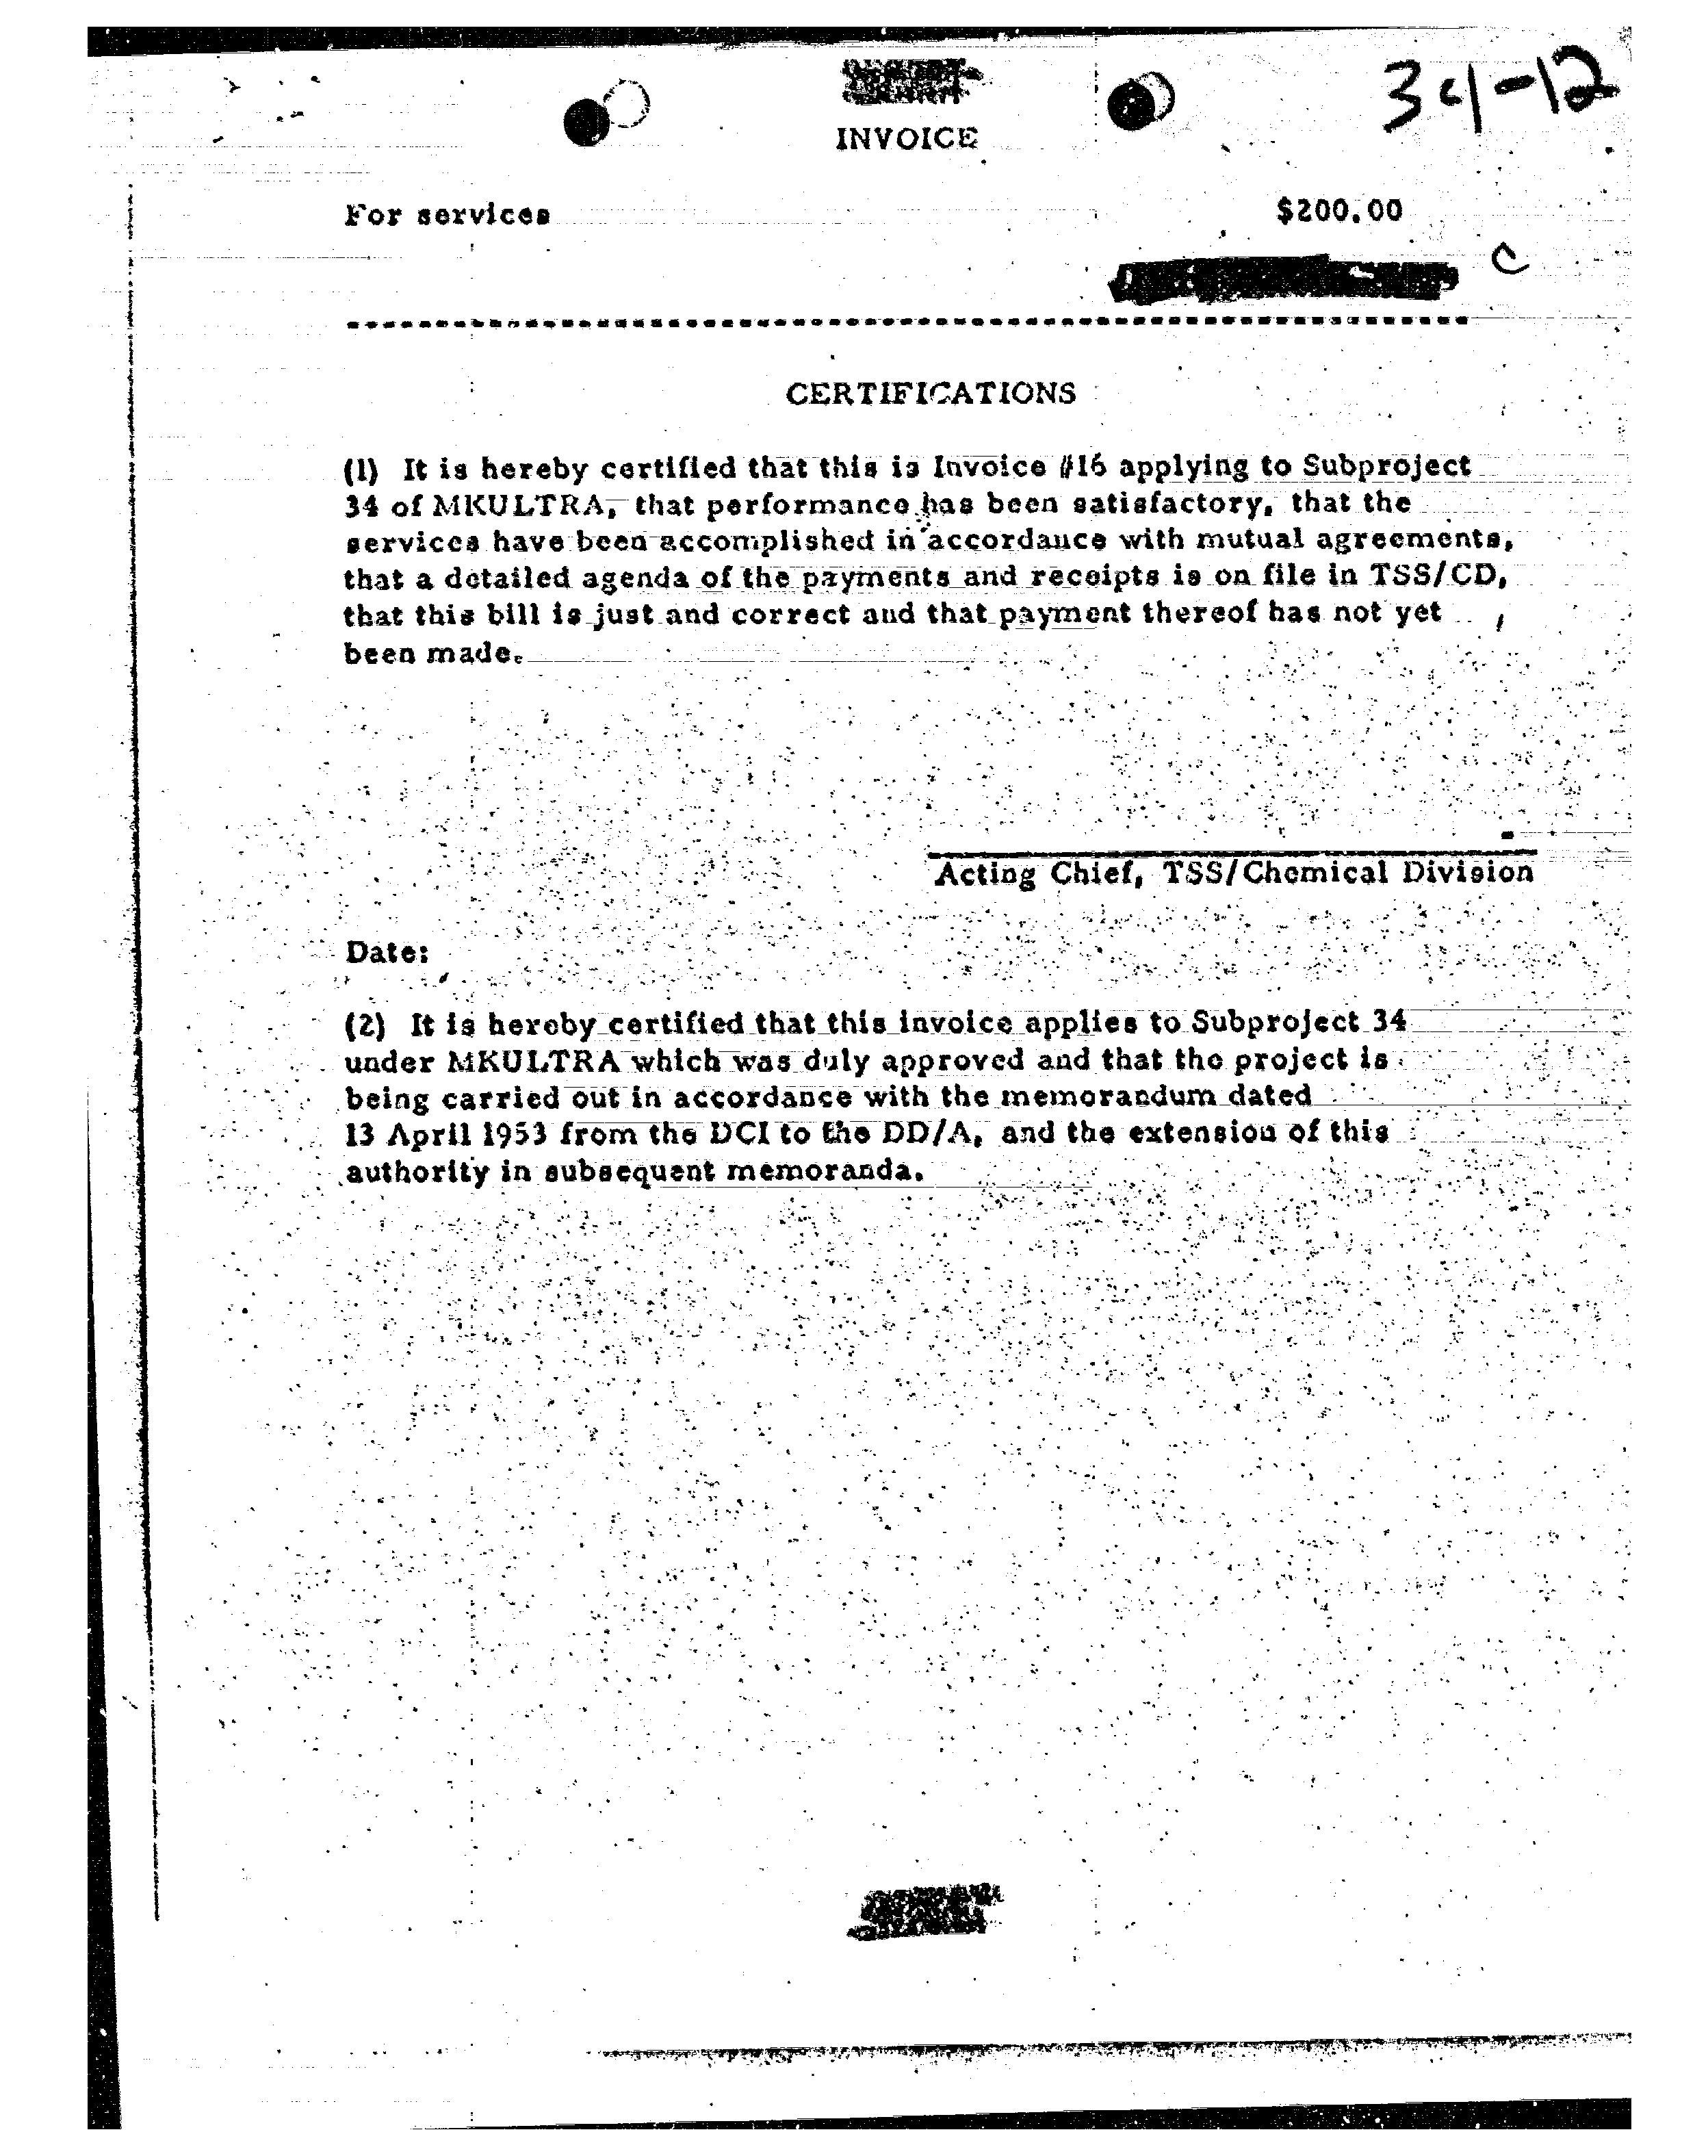 34-12
INVOICE
For services $200.00
C
CERTIFICATIONS
(1) It is hereby certified that this is Invoice #16 applying to Subproject
34 of MKULTRA, that performance has been satisfactory, that the
services have been accomplished in accordance with mutual agreements,
that a detailed agenda of the payments and receipts is on file in TSS/CD,
that this bill is just and correct and that payment thereof has not yet
been made.
Acting Chief, TSS/Chemical Division
Date:
(2) It is hereby certified that this invoice applies to Subproject 34
under MKULTRA which was duly approved and that the project is
being carried out in accordance with the memorandum dated
13 April 1953 from the DCI to the DD/A, and the extension of this
authority in subsequent memoranda.